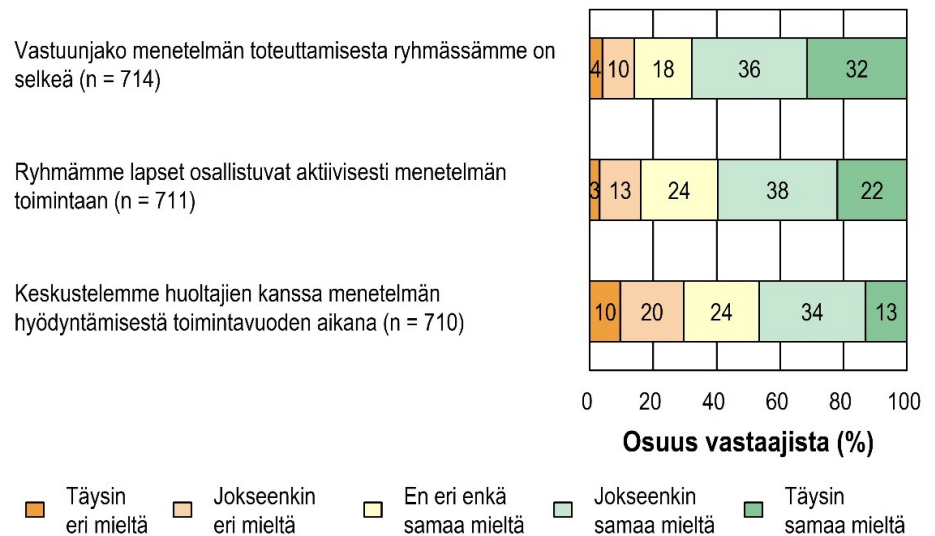 Vastuunjako menetelmän toteuttamisesta ryhmässämme on
selkeä (n = 714)
4 10 18 36 32
Ryhmämme lapset osallistuvat aktiivisesti menetelmän
toimintaan (n = 711)
3 13 24 38 22
Keskustelemme huoltajien kanssa menetelmän
hyödyntämisestä toimintavuoden aikana (n = 710)
10 20 24 34 13
0 20 40 60 80 100
Osuus vastaajista (%)
Täysin
eri mieltä
Jokseenkin
eri mieltä
En eri enkä
samaa mieltä
Jokseenkin
samaa mieltä
Täysin
samaa mieltä